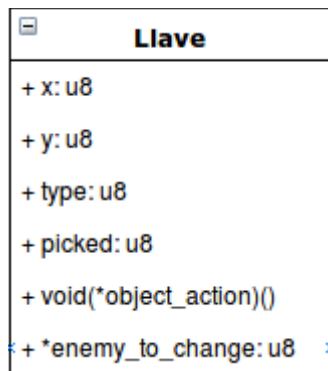 Llave
+ x: u8
+ y: u8
+ type: u8
+ picked: u8
+ void(*object_action)()
+ *enemy_to_change: u8